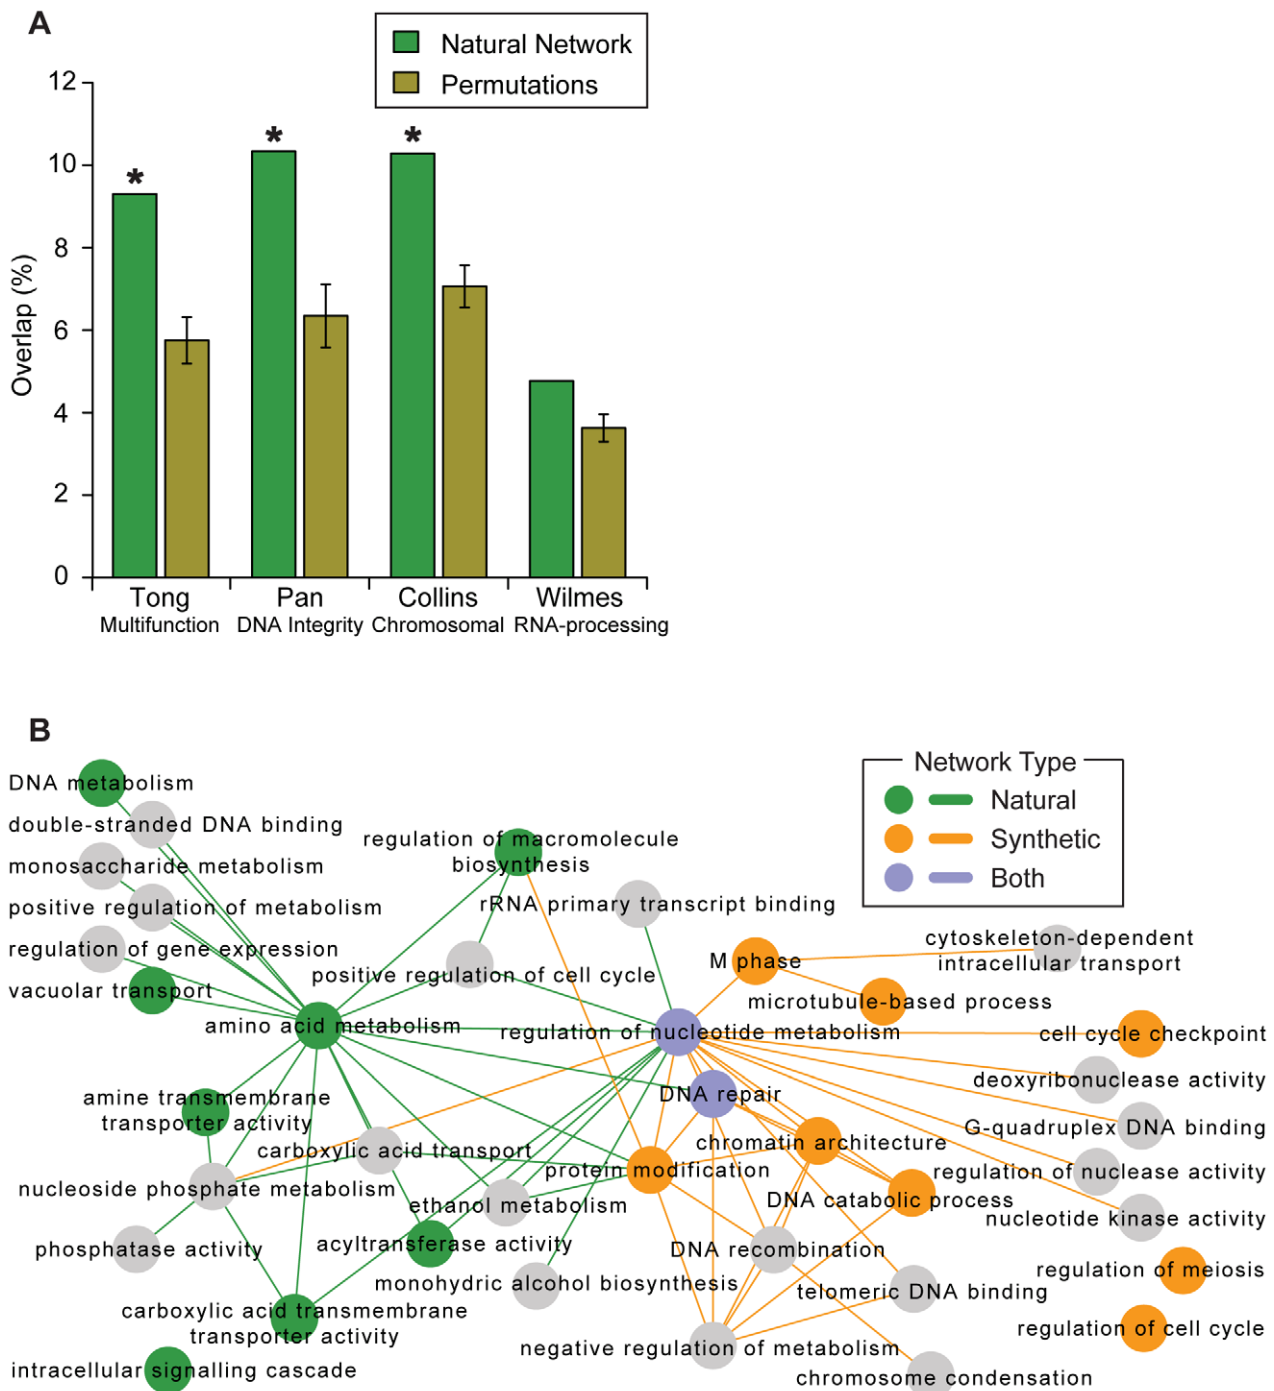 A
Natural Network
Permutations
12
10
8
6
4
2
0
Overlap (%)
*
*
*
Tong
Multifunction
Pan
DNA Integrity
Collins
Chromosomal
Wilmes
RNA-processing
B
Network Type
Natural
Synthetic
Both
DNA metabolism
double-stranded DNA binding
monosaccharide metabolism
positive regulation of metabolism
regulation of gene expression
vacuolar transport
regulation of macromolecule
biosynthesis
rRNA primary transcript binding
positive regulation of cell cycle
M phase
cytoskeleton-dependent
intracellular transport
microtubule-based process
amino acid metabolism
regulation of nucleotide metabolism
cell cycle checkpoint
deoxyribonuclease activity
DNA repair
amine transmembrane
transporter activity
G-quadruplex DNA binding
chromatin architecture
carboxylic acid transport
protein modification
regulation of nuclease activity
nucleoside phosphate metabolism
DNA catabolic process
ethanol metabolism
nucleotide kinase activity
phosphatase activity
acyltransferase activity
DNA recombination
regulation of meiosis
monohydric alcohol biosynthesis
telomeric DNA binding
carboxylic acid transmembrane
transporter activity
regulation of cell cycle
negative regulation of metabolism
intracellular signalling cascade
chromosome condensation